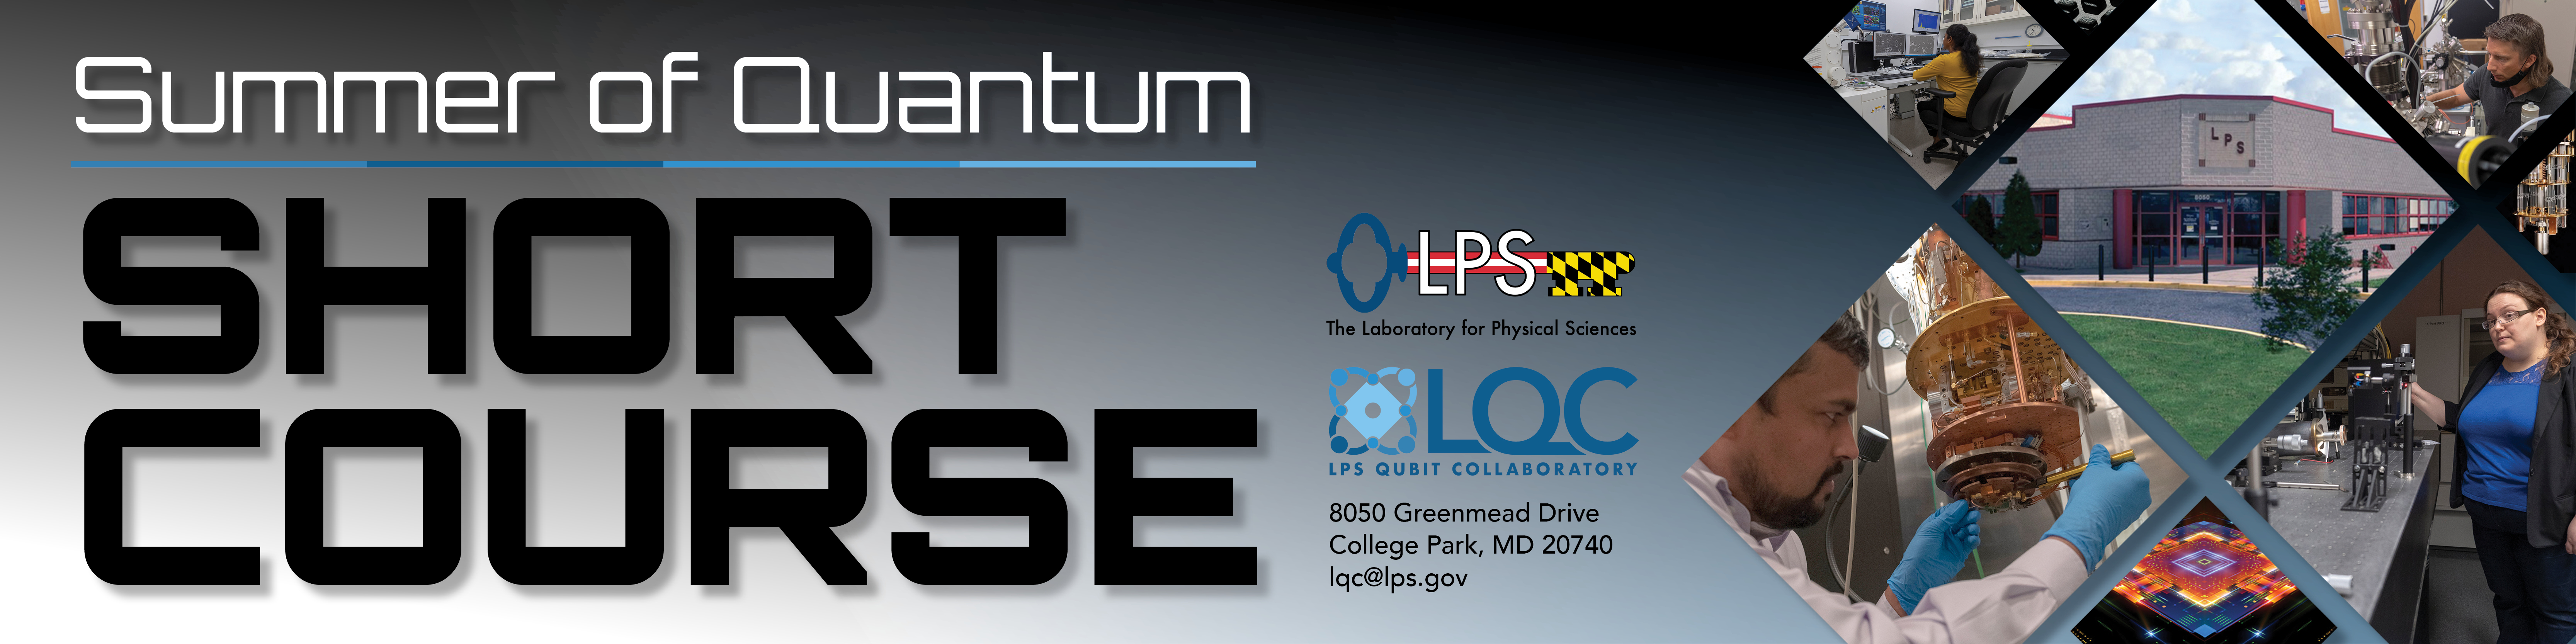 Summer of Quantum
SHORT
COURSE
LPS
The Laboratory for Physical Sciences
LQC
LPS QUBIT COLLABORATORY
8050 Greenmead Drive
College Park, MD 20740
lqc@lps.gov
LPS
8050